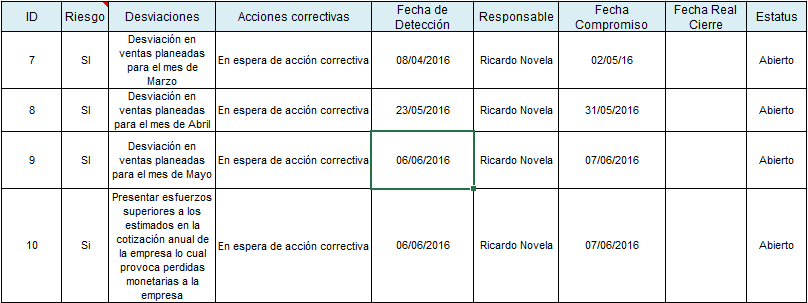 ID Riesgo Desviaciones Acciones correctivas Fecha de Detección Responsable Fecha Compromiso Fecha Real Cierre Estatus
7 SI Desviación en ventas planeadas para el mes de Marzo En espera de acción correctiva 08/04/2016 Ricardo Novela 02/05/16 Abierto
8 SI Desviación en ventas planeadas para el mes de Abril En espera de acción correctiva 23/05/2016 Ricardo Novela 31/05/2016 Abierto
9 SI Desviación en ventas planeadas para el mes de Mayo En espera de acción correctiva 06/06/2016 Ricardo Novela 07/06/2016 Abierto
10 Si Presentar esfuerzos superiores a los estimados en la cotización anual de la empresa lo cual provoca perdidas monetarias a la empresa En espera de acción correctiva 06/06/2016 Ricardo Novela 07/06/2016 Abierto